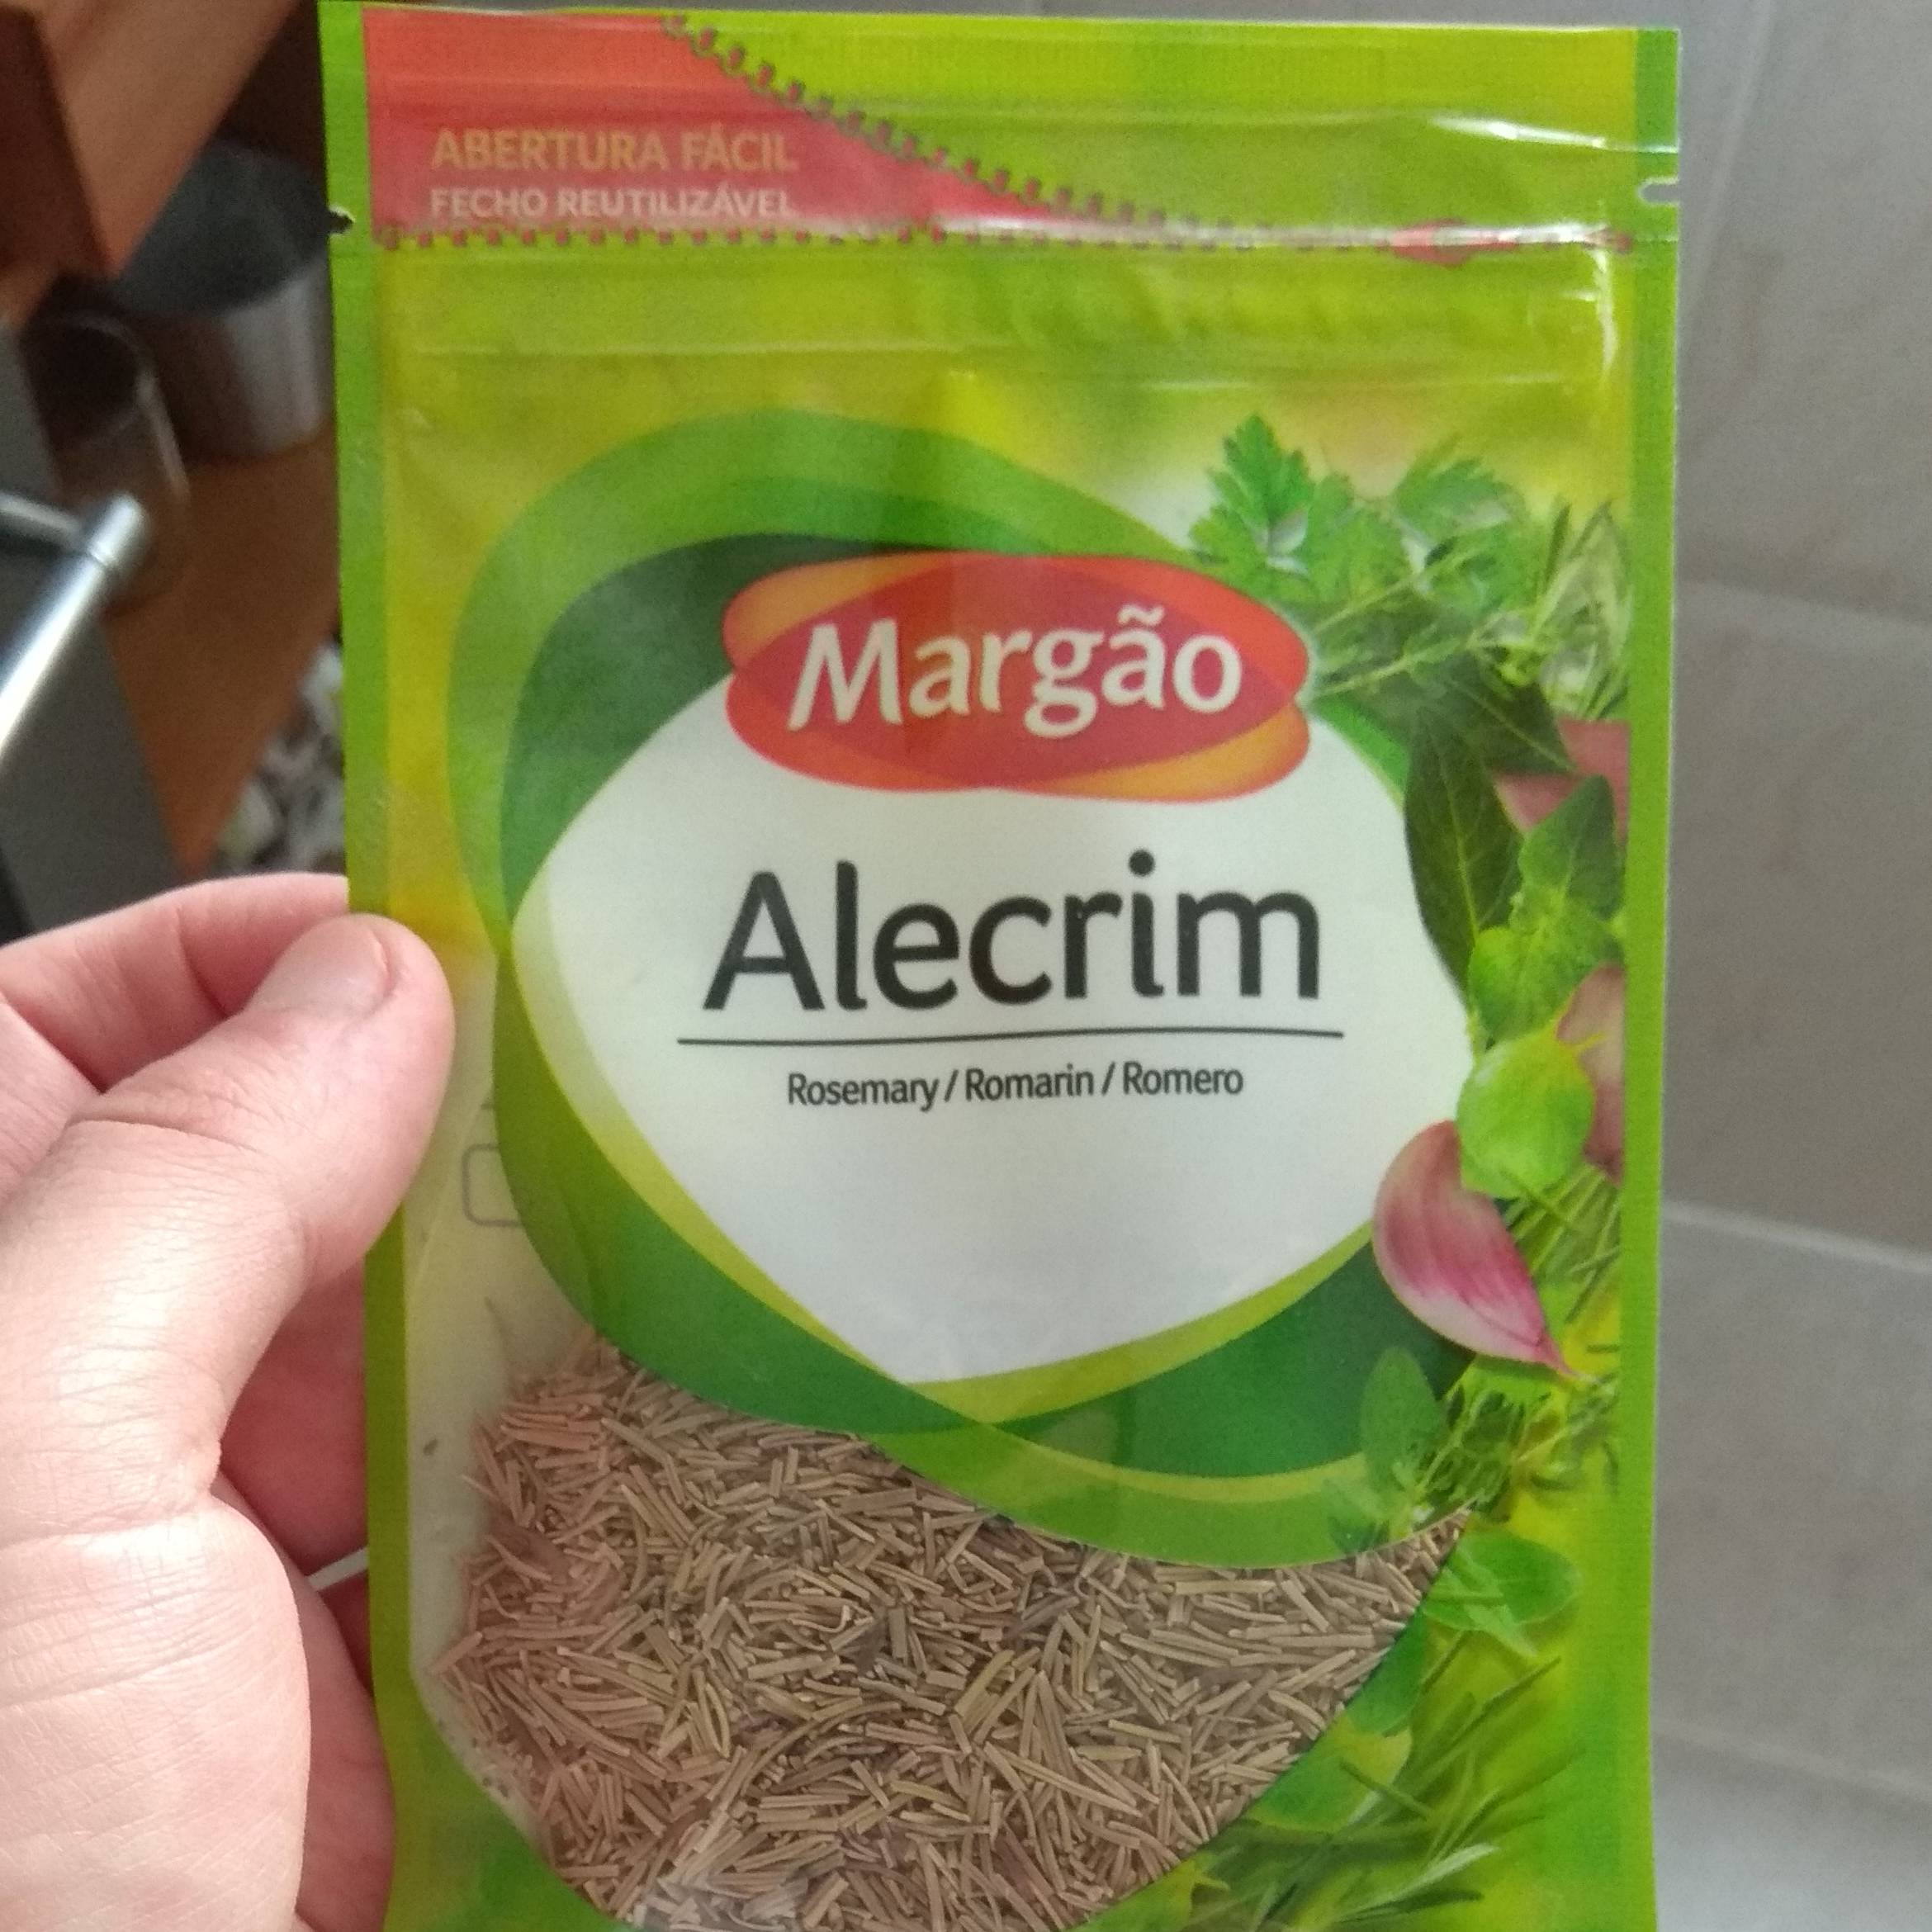 ABERTURA FÁCIL
FECHO REUTILIZÁVEL
Margão
Alecrim
Rosemary / Romarin / Romero